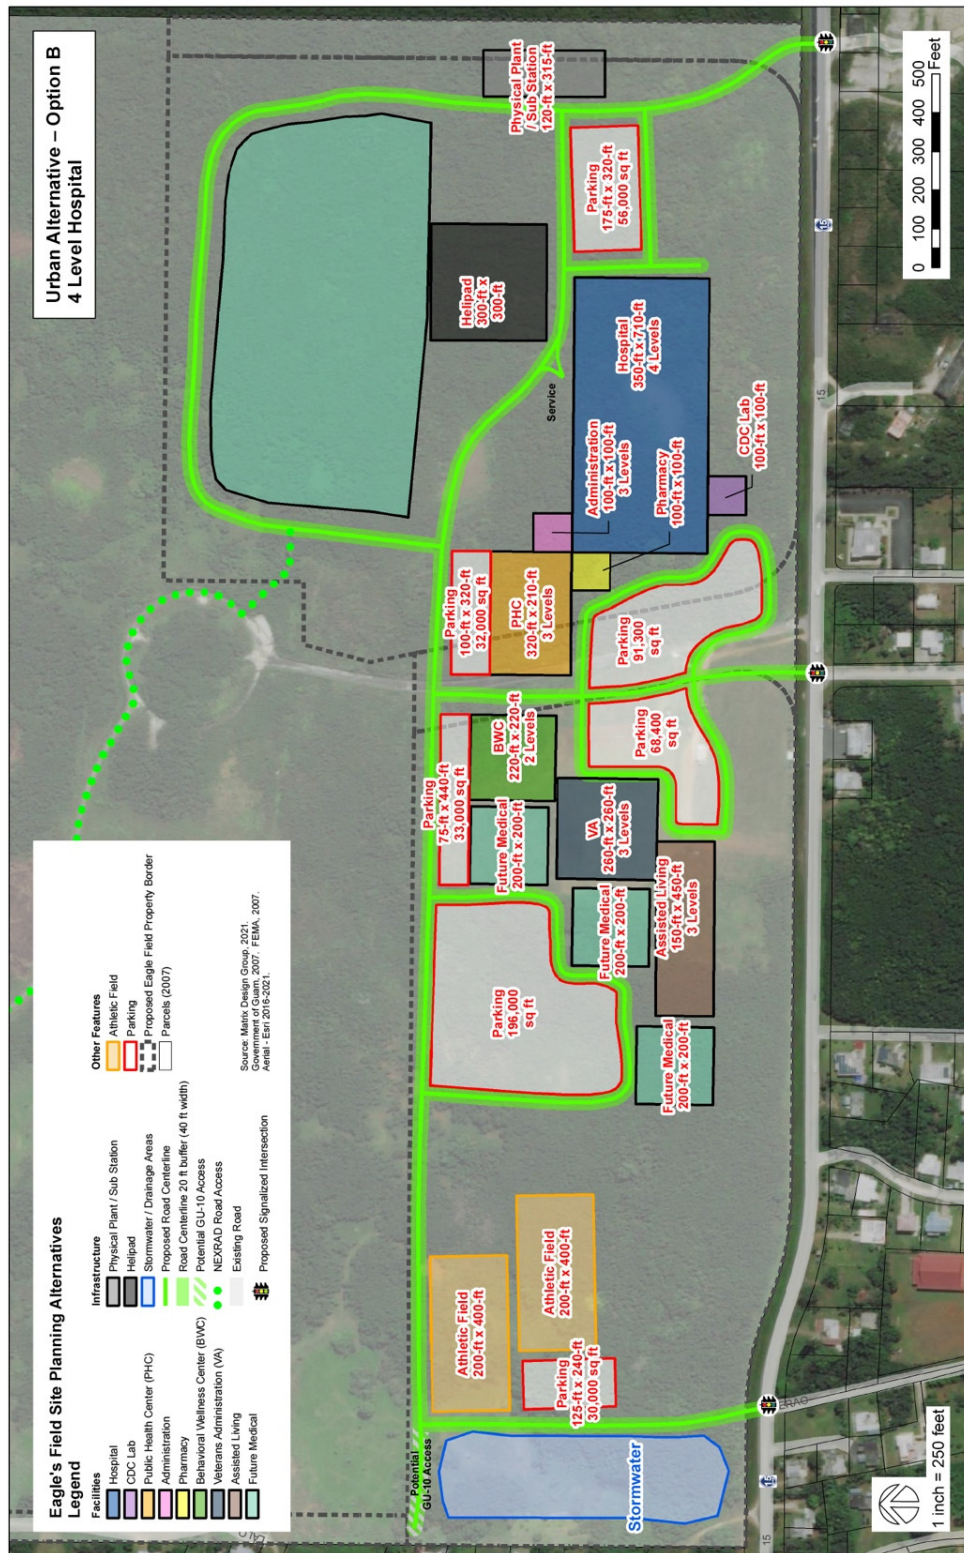 Urban Alternative – Option B
4 Level Hospital
Eagle's Field Site Planning Alternatives
Legend
Facilities
Hospital
CDC Lab
Public Health Center (PHC)
Administration
Pharmacy
Behavioral Wellness Center (BWC)
Veterans Administration (VA)
Assisted Living
Future Medical
Infrastructure
Physical Plant / Sub Station
Helipad
Stormwater / Drainage Areas
Proposed Road Centerline
Road Centerline 20 ft buffer (40 ft width)
Potential GU-10 Access
NEXRAD Road Access
Existing Road
Proposed Signalized Intersection
Other Features
Athletic Field
Parking
Proposed Eagle Field Property Border
Parcels (2007)
Source: Matrix Design Group, 2021.
Government of Guam, 2007. FEMA, 2007.
Aerial - Esri 2016-2021.
Physical Plant
/ Sub Station
120-ft x 315-ft
Helipad
300-ft x
300-ft
Parking
175-ft x 320-ft
56,000 sq ft
Service
Hospital
350-ft x 710-ft
4 Levels
Administration
100-ft x 100-ft
3 Levels
Pharmacy
100-ft x 100-ft
CDC Lab
100-ft x 100-ft
Parking
100-ft x 320-ft
32,000 sq ft
PHC
320-ft x 210-ft
3 Levels
Parking
91,300
sq ft
Parking
68,400
sq ft
Parking
75-ft x 440-ft
33,000 sq ft
BWC
220-ft x 220-ft
2 Levels
Future Medical
200-ft x 200-ft
VA
260-ft x 260-ft
3 Levels
Future Medical
200-ft x 200-ft
Assisted Living
150-ft x 450-ft
3 Levels
Parking
196,000
sq ft
Future Medical
200-ft x 200-ft
Athletic Field
200-ft x 400-ft
Athletic Field
200-ft x 400-ft
Parking
125-ft x 240-ft
30,000 sq ft
Potential
GU-10 Access
Stormwater
15
15
15
15
1 inch = 250 feet
0 100 200 300 400 500
Feet